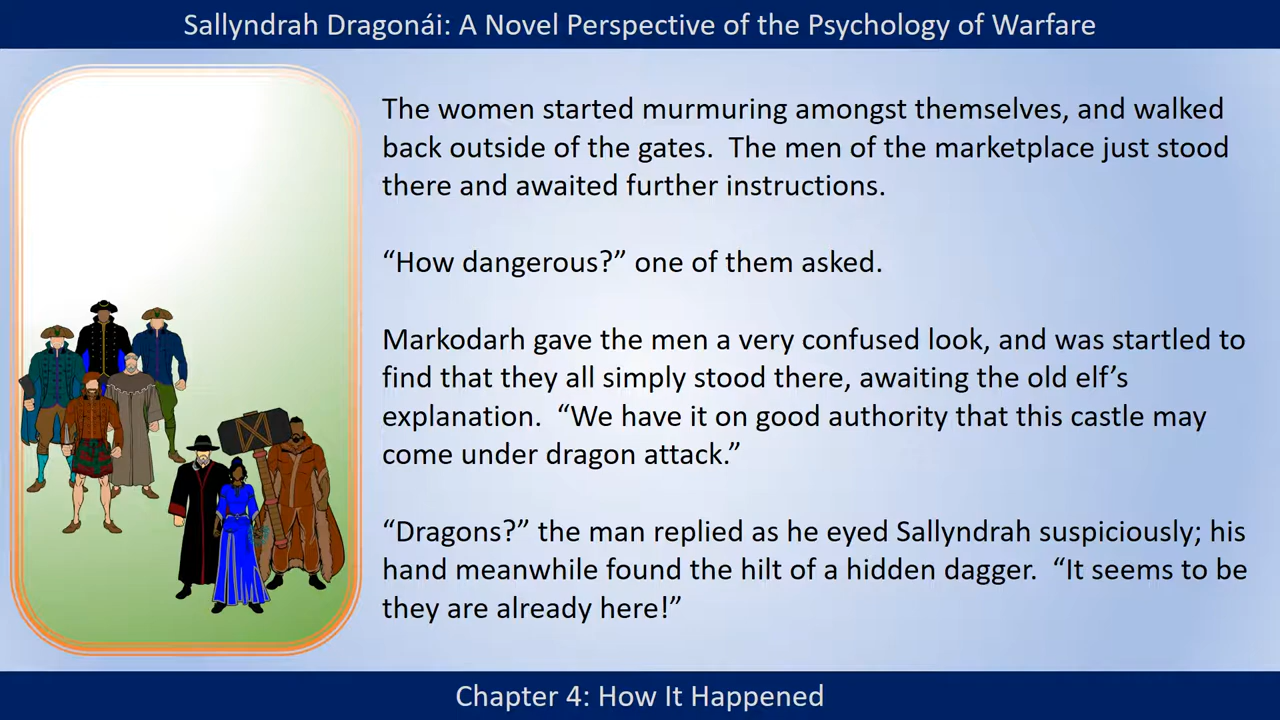 Sallyndrah Dragonái: A Novel Perspective of the Psychology of Warfare
The women started murmuring amongst themselves, and walked
back outside of the gates.  The men of the marketplace just stood
there and awaited further instructions.
“How dangerous?” one of them asked.
Markodarh gave the men a very confused look, and was startled to
find that they all simply stood there, awaiting the old elf’s
explanation.  “We have it on good authority that this castle may
come under dragon attack.”
“Dragons?” the man replied as he eyed Sallyndrah suspiciously; his
hand meanwhile found the hilt of a hidden dagger.  “It seems to be
they are already here!”
Chapter 4: How It Happened